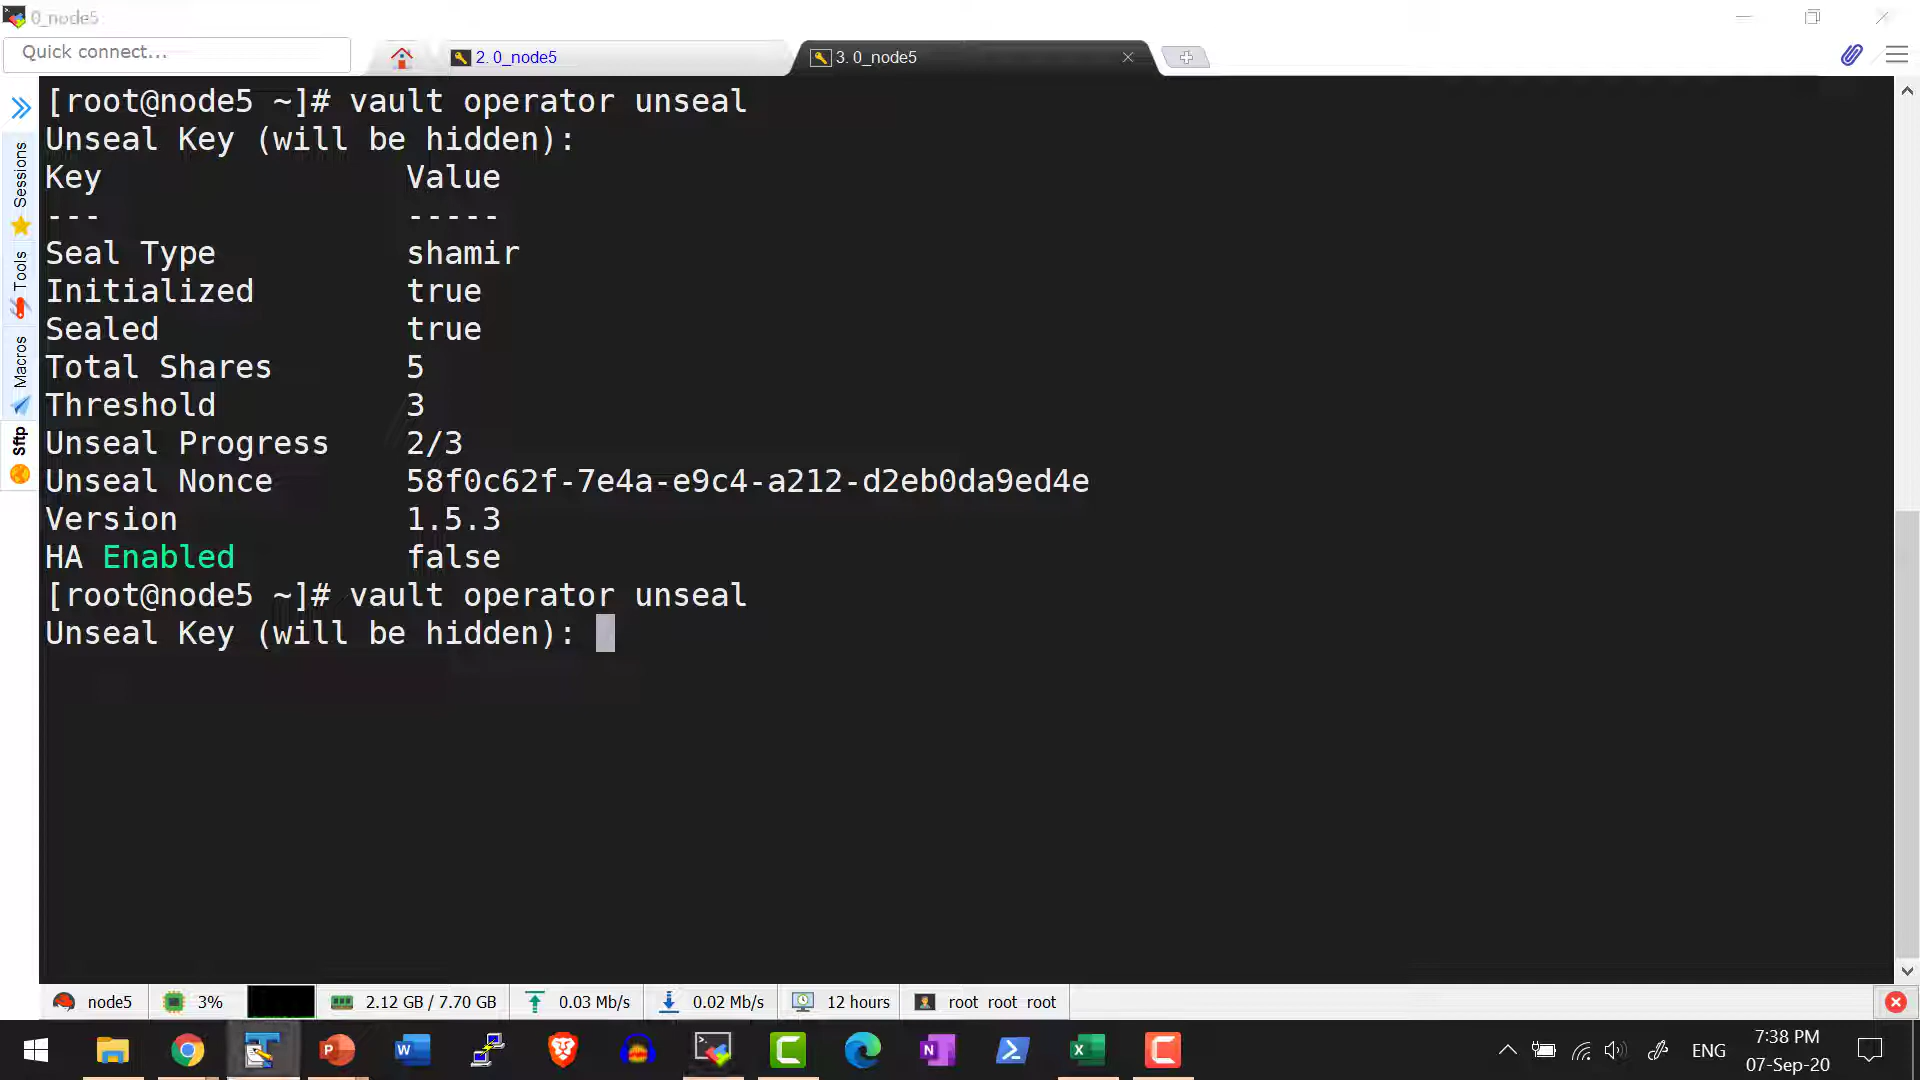 0_node5
Quick connect...
2. 0_node5
3. 0_node5
Sessions
Tools
Macros
Sftp
[root@node5 ~]# vault operator unseal
Unseal Key (will be hidden):
Key Value
--- -----
Seal Type shamir
Initialized true
Sealed true
Total Shares 5
Threshold 3
Unseal Progress 2/3
Unseal Nonce 58f0c62f-7e4a-e9c4-a212-d2eb0da9ed4e
Version 1.5.3
HA Enabled false
[root@node5 ~]# vault operator unseal
Unseal Key (will be hidden):
node5 3% 2.12 GB / 7.70 GB 0.03 Mb/s 0.02 Mb/s 12 hours root root root
ENG
7:38 PM
07-Sep-20